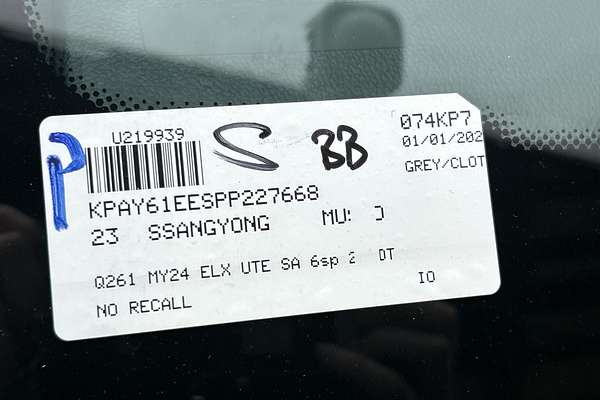 P
U219939 S BB 074KP7
01/01/202
GREY/CLOT
KPAY61EESPP227668
23 SSANGYONG
Q261 MY24 ELX UTE SA 6sp 2 DT
IO
NO RECALL